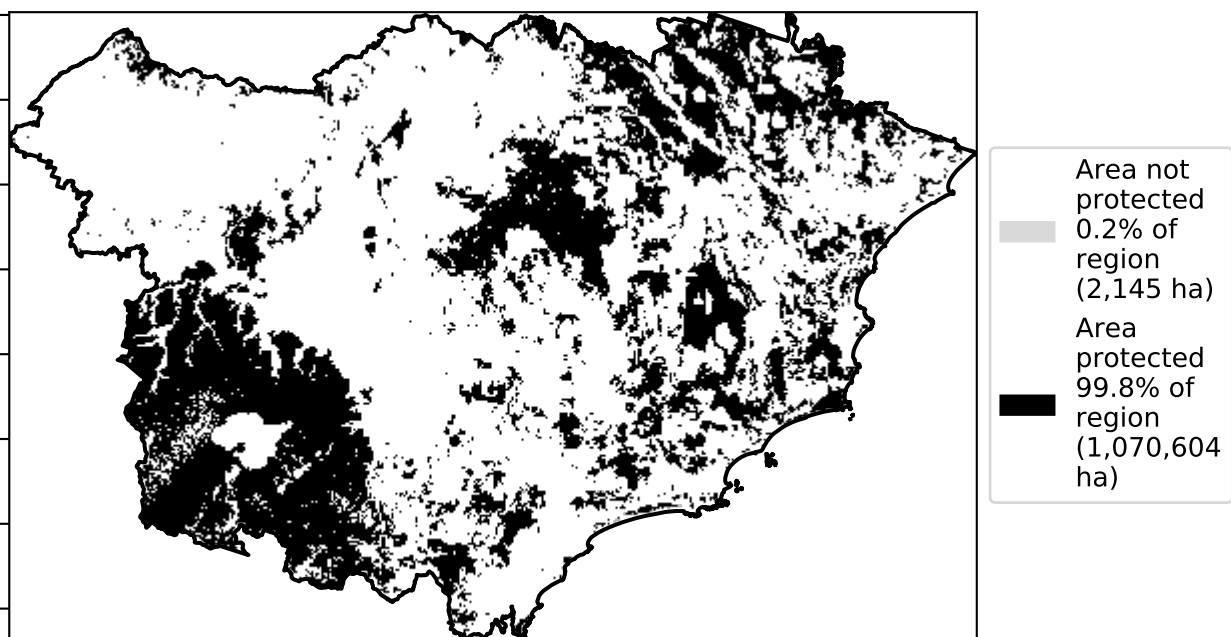 Area not
protected
0.2% of
region
(2,145 ha)
Area
protected
99.8% of
region
(1,070,604
ha)